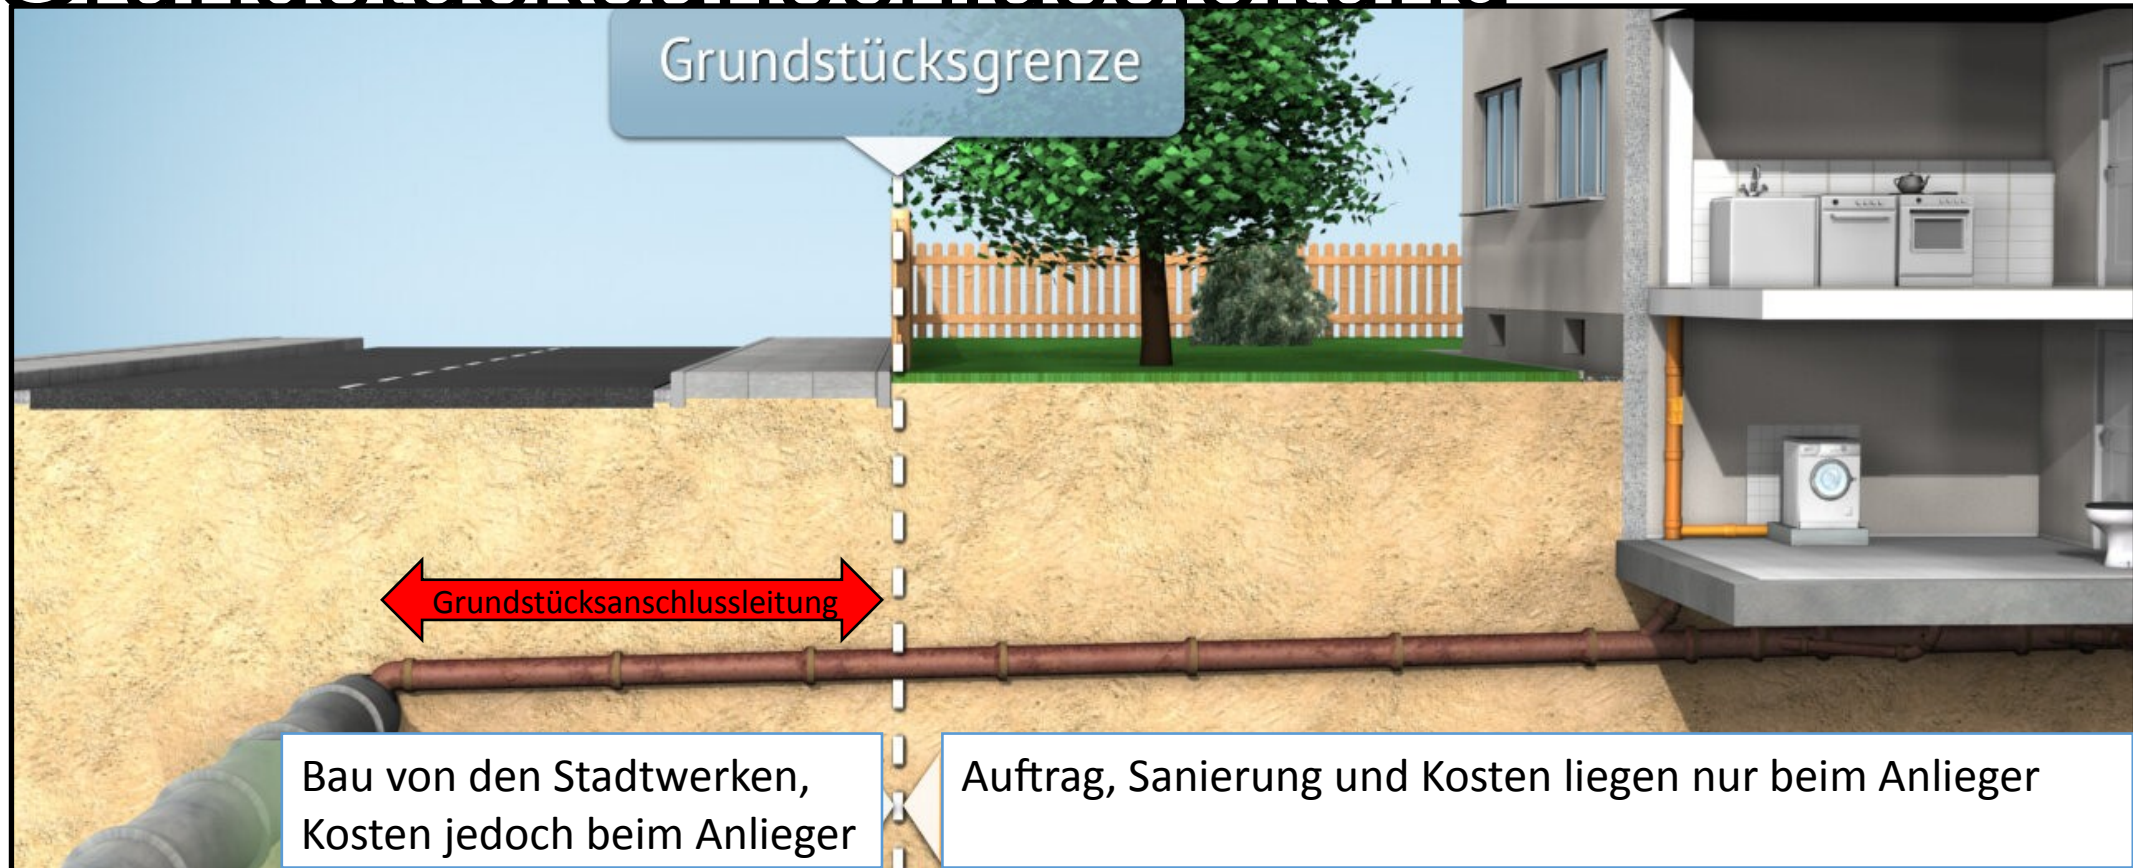 Grundstücksgrenze
Grundstücksanschlussleitung
Bau von den Stadtwerken,
Kosten jedoch beim Anlieger
Auftrag, Sanierung und Kosten liegen nur beim Anlieger